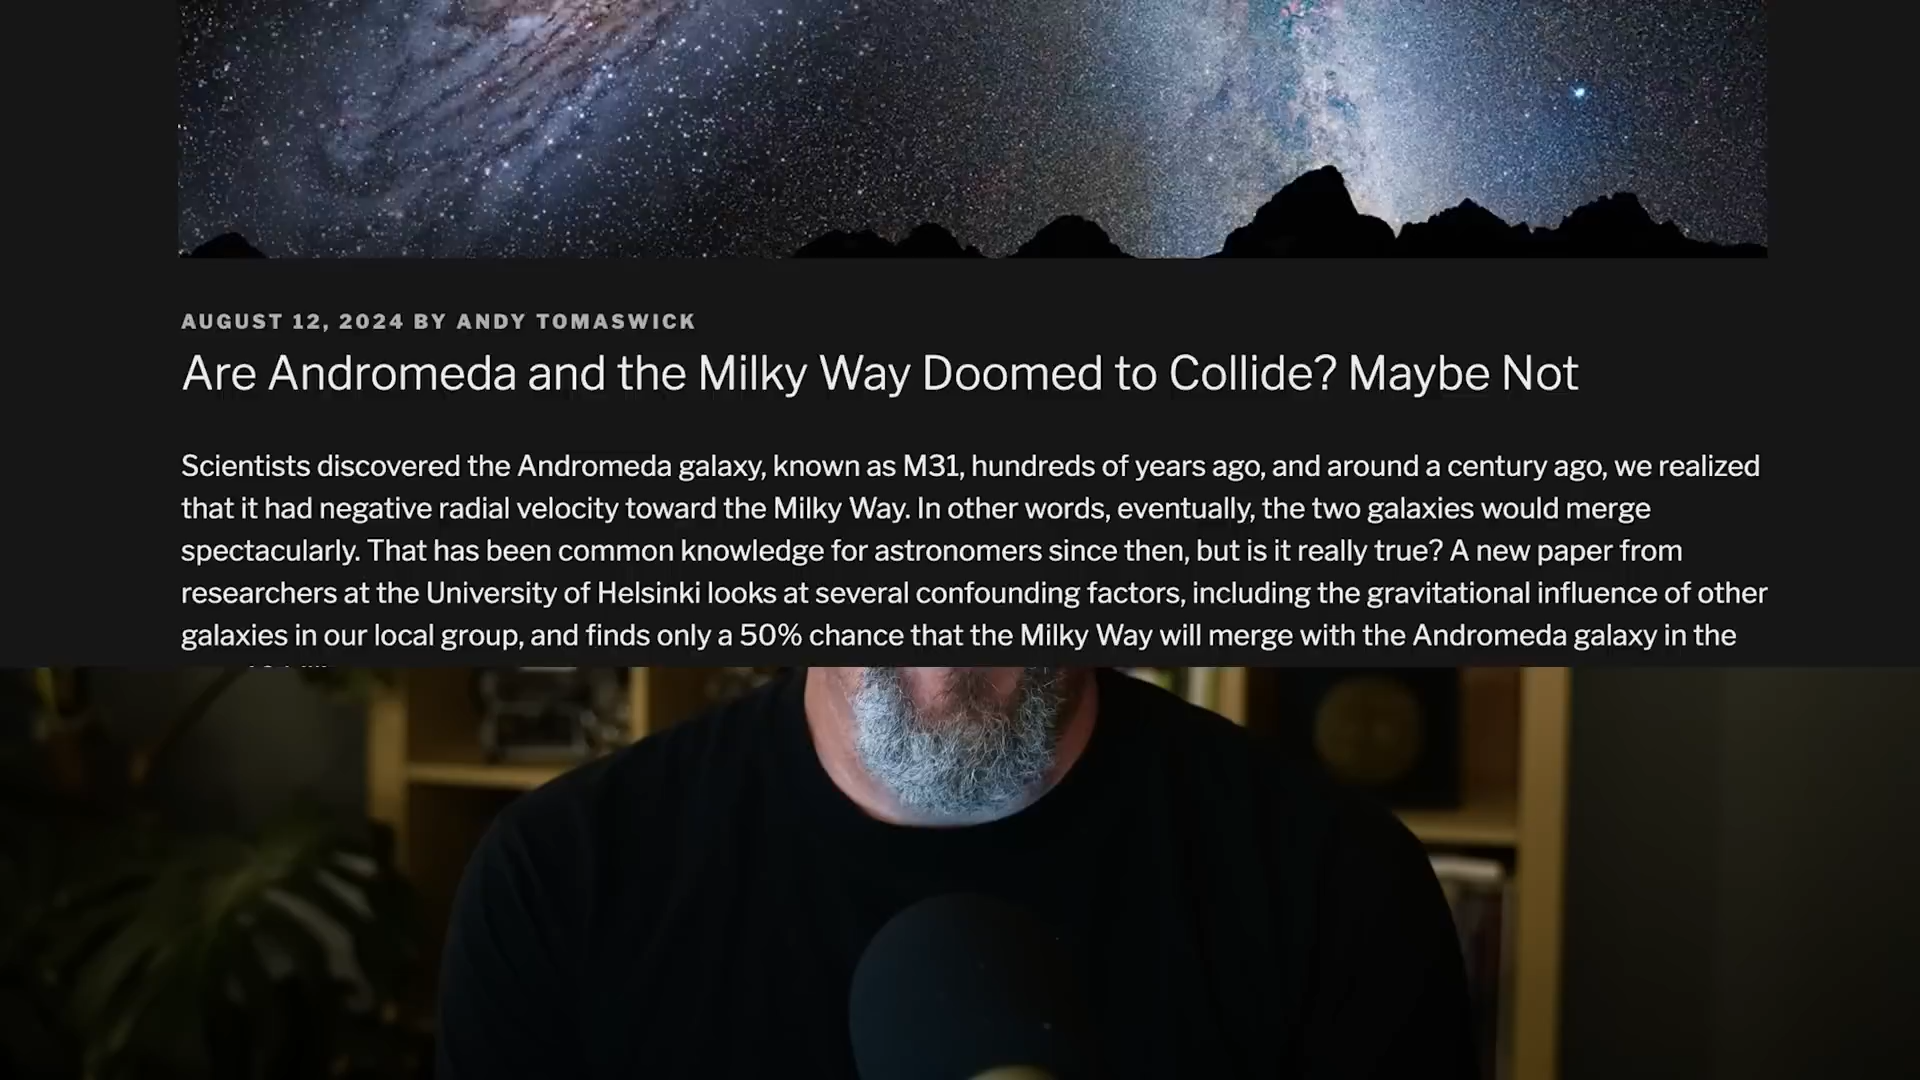 AUGUST 12, 2024 BY ANDY TOMASWICK
Are Andromeda and the Milky Way Doomed to Collide? Maybe Not
Scientists discovered the Andromeda galaxy, known as M31, hundreds of years ago, and around a century ago, we realized
that it had negative radial velocity toward the Milky Way. In other words, eventually, the two galaxies would merge
spectacularly. That has been common knowledge for astronomers since then, but is it really true? A new paper from
researchers at the University of Helsinki looks at several confounding factors, including the gravitational influence of other
galaxies in our local group, and finds only a 50% chance that the Milky Way will merge with the Andromeda galaxy in the